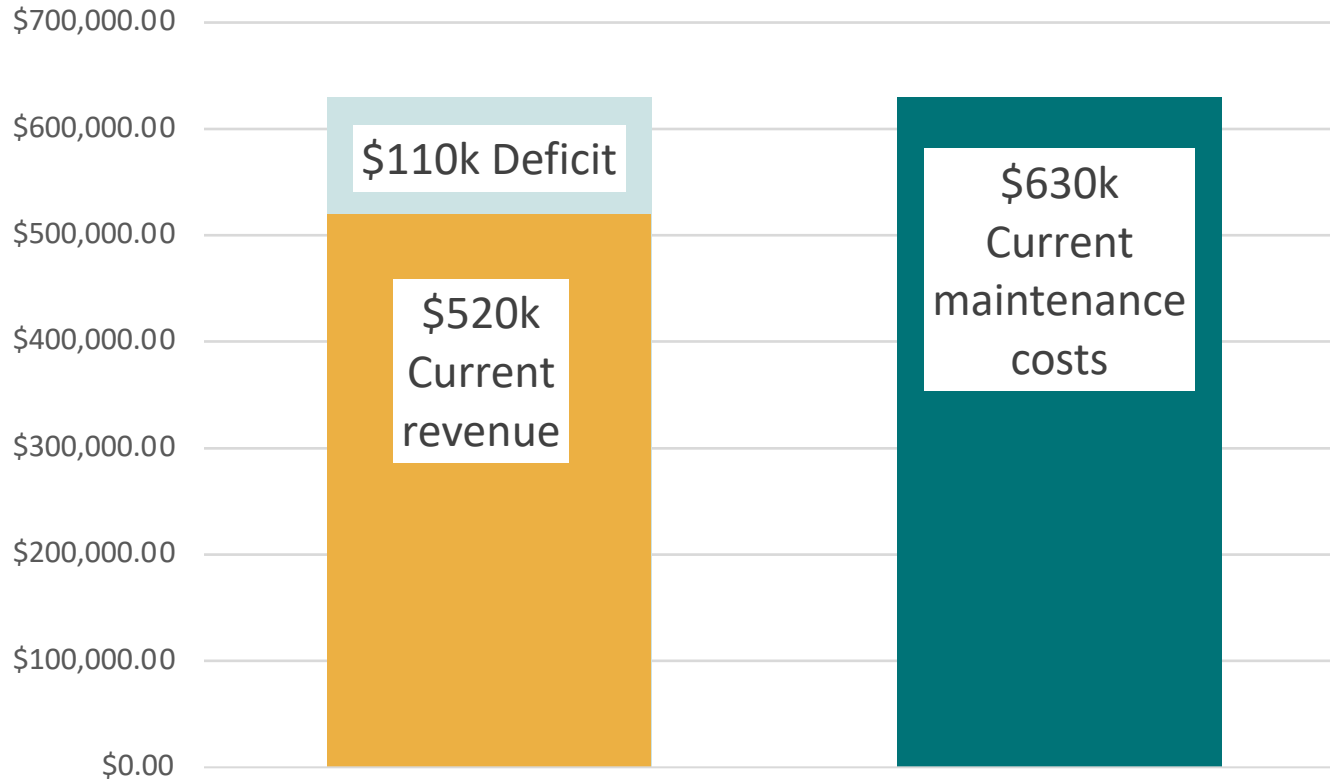 $700,000.00
$600,000.00
$500,000.00
$400,000.00
$300,000.00
$200,000.00
$100,000.00
$0.00
$110k Deficit
$520k
Current
revenue
$630k
Current
maintenance
costs